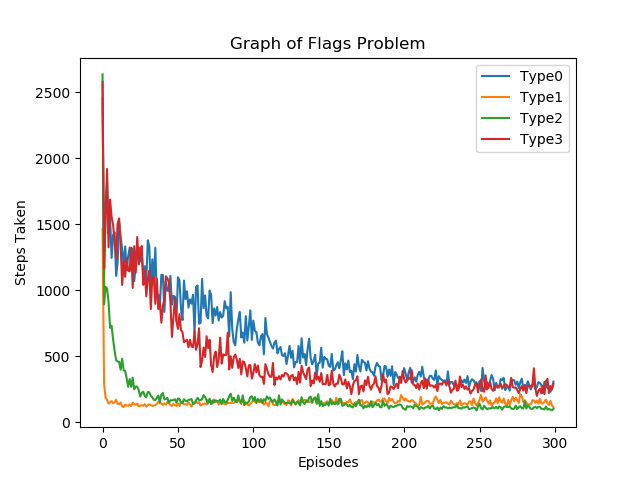 Graph of Flags Problem
Type0
Type1
Type2
Type3
Steps Taken
2500
2000
1500
1000
500
0
0 50 100 150 200 250 300
Episodes